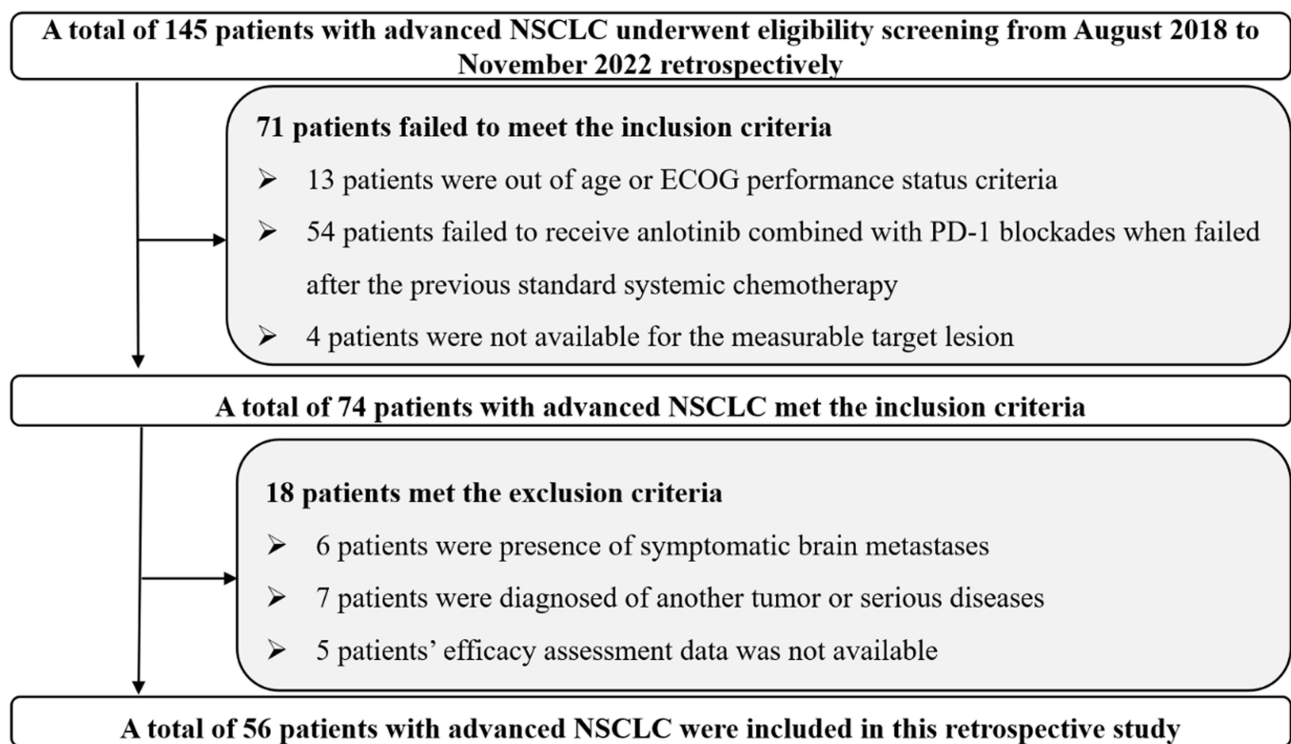 A total of 145 patients with advanced NSCLC underwent eligibility screening from August 2018 to
November 2022 retrospectively
71 patients failed to meet the inclusion criteria
➢ 13 patients were out of age or ECOG performance status criteria
➢ 54 patients failed to receive anlotinib combined with PD-1 blockades when failed
after the previous standard systemic chemotherapy
➢ 4 patients were not available for the measurable target lesion
A total of 74 patients with advanced NSCLC met the inclusion criteria
18 patients met the exclusion criteria
➢ 6 patients were presence of symptomatic brain metastases
➢ 7 patients were diagnosed of another tumor or serious diseases
➢ 5 patients’ efficacy assessment data was not available
A total of 56 patients with advanced NSCLC were included in this retrospective study